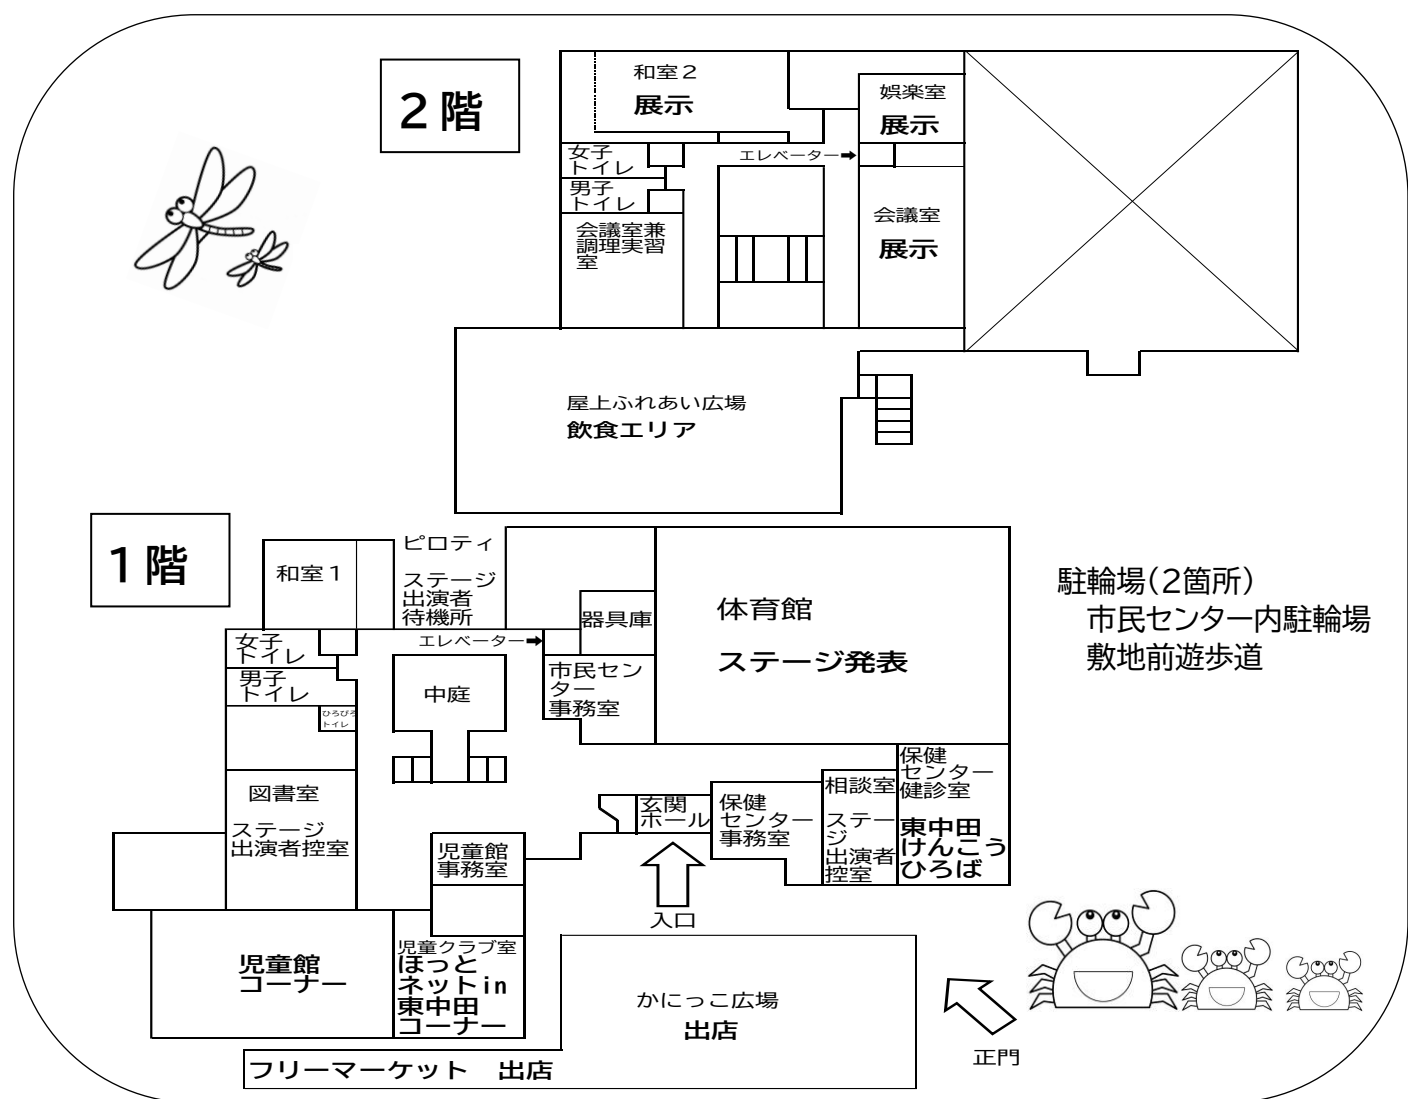 ２階
和室２
展示
娯楽室
展示
女子
トイレ
エレベーター➡
男子
トイレ
会議室兼
調理実習
室
会議室
展示
屋上ふれあい広場
飲食エリア
１階
和室１
ピロティ
ステージ
出演者
待機所
器具庫
体育館
ステージ発表
駐輪場（２箇所）
市民センター内駐輪場
敷地前遊歩道
女子
トイレ
エレベーター➡
男子
トイレ
中庭
市民セン
ター
事務室
ひろびろ
トイレ
図書室
ステージ
出演者控室
玄関
ホール
保健
センター
事務室
相談室
ステー
ジ
出演者
控室
保健
センター
健診室
東中田
けんこう
ひろば
児童館
事務室
入口
児童館
コーナー
児童クラブ室
ほっと
ネットin
東中田
コーナー
かにっこ広場
出店
正門
フリーマーケット　出店